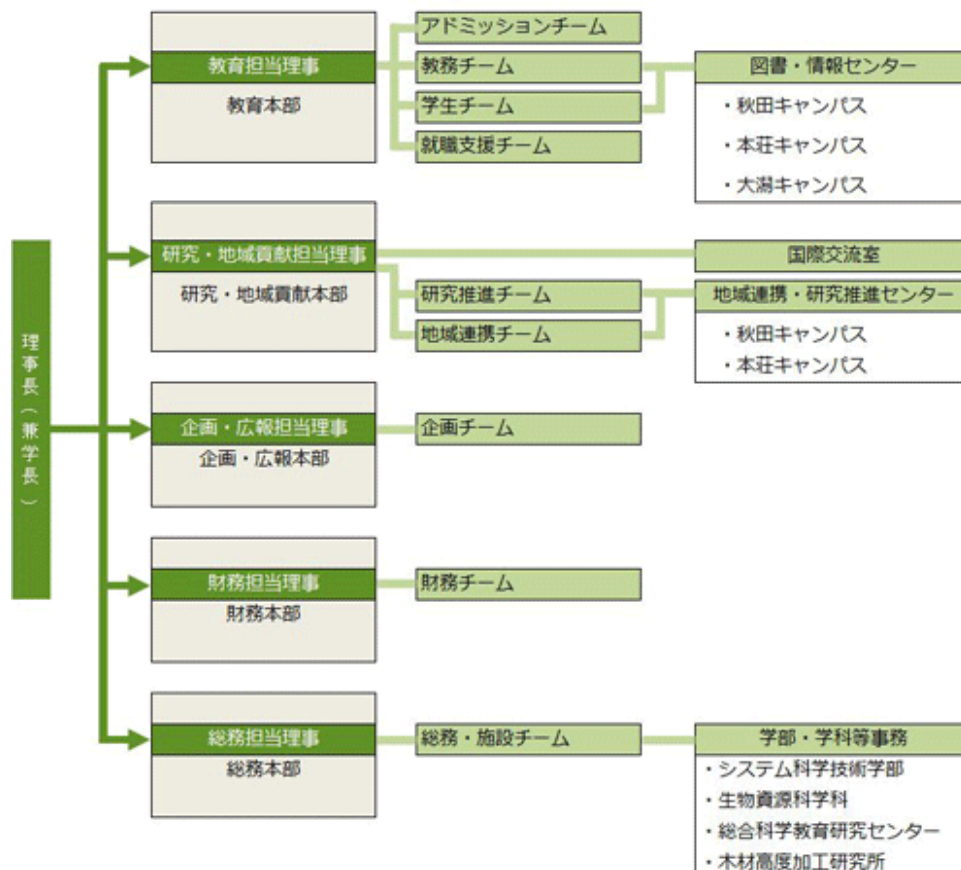 理事長（兼学長）
教育担当理事
教育本部
アドミッションチーム
教務チーム
学生チーム
就職支援チーム
図書・情報センター
・秋田キャンパス
・本荘キャンパス
・大潟キャンパス
研究・地域貢献担当理事
研究・地域貢献本部
研究推進チーム
地域連携チーム
国際交流室
地域連携・研究推進センター
・秋田キャンパス
・本荘キャンパス
企画・広報担当理事
企画・広報本部
企画チーム
財務担当理事
財務本部
財務チーム
総務担当理事
総務本部
総務・施設チーム
学部・学科等事務
・システム科学技術学部
・生物資源科学科
・総合科学教育研究センター
・木材高度加工研究所